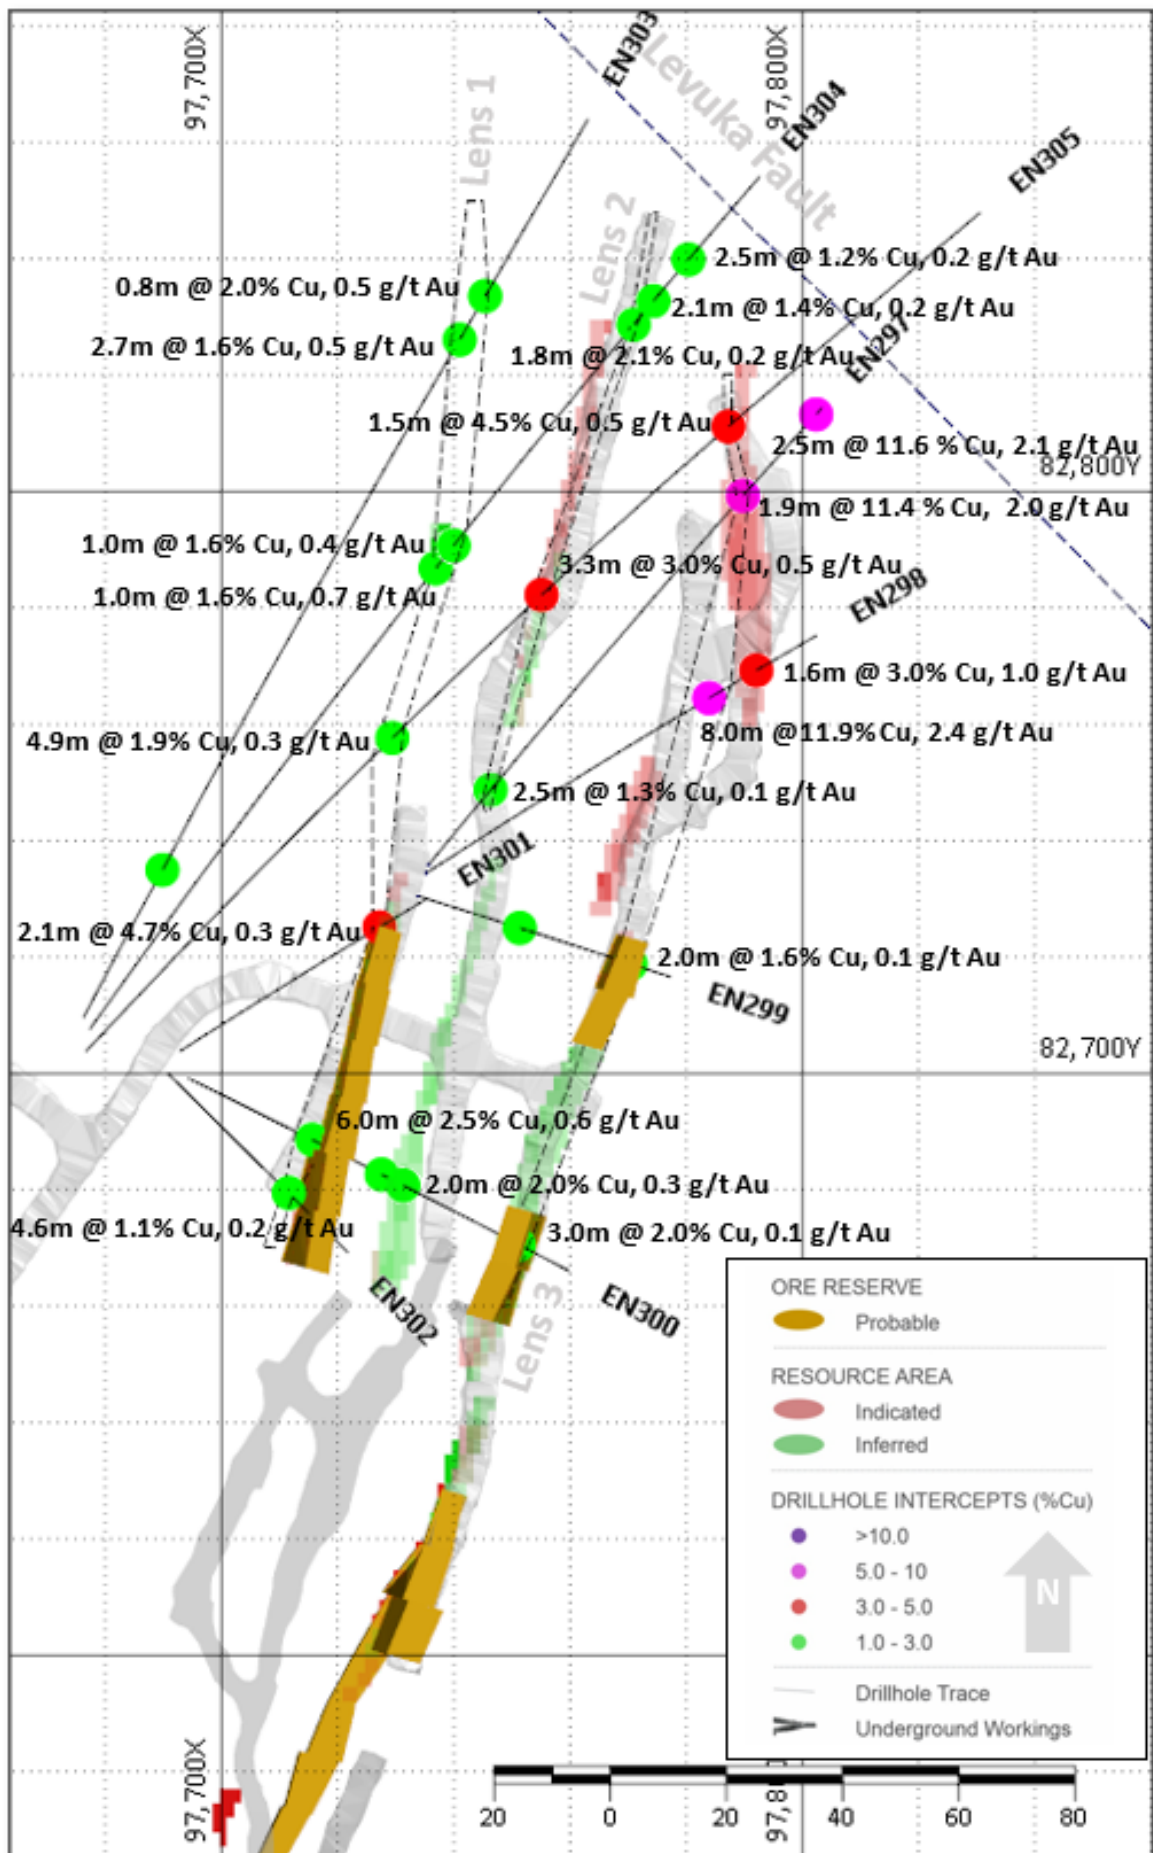 97,700X
Lens 1
EN303
Levuka Fault
97,800X
EN304
EN305
Lens 2
2.5m @ 1.2% Cu, 0.2 g/t Au
0.8m @ 2.0% Cu, 0.5 g/t Au
2.1m @ 1.4% Cu, 0.2 g/t Au
2.7m @ 1.6% Cu, 0.5 g/t Au
1.8m @ 2.1% Cu, 0.2 g/t Au
EN297
1.5m @ 4.5% Cu, 0.5 g/t Au
2.5m @ 11.6 % Cu, 2.1 g/t Au
82,800Y
1.9m @ 11.4 % Cu, 2.0 g/t Au
1.0m @ 1.6% Cu, 0.4 g/t Au
3.3m @ 3.0% Cu, 0.5 g/t Au
1.0m @ 1.6% Cu, 0.7 g/t Au
EN298
1.6m @ 3.0% Cu, 1.0 g/t Au
8.0m @11.9% Cu, 2.4 g/t Au
4.9m @ 1.9% Cu, 0.3 g/t Au
2.5m @ 1.3% Cu, 0.1 g/t Au
EN301
2.1m @ 4.7% Cu, 0.3 g/t Au
2.0m @ 1.6% Cu, 0.1 g/t Au
EN299
82,700Y
6.0m @ 2.5% Cu, 0.6 g/t Au
2.0m @ 2.0% Cu, 0.3 g/t Au
4.6m @ 1.1% Cu, 0.2 g/t Au
3.0m @ 2.0% Cu, 0.1 g/t Au
EN302
EN300
Lens 3
ORE RESERVE
Probable
RESOURCE AREA
Indicated
Inferred
DRILLHOLE INTERCEPTS (%Cu)
>10.0
5.0 - 10
3.0 - 5.0
1.0 - 3.0
N
Drillhole Trace
Underground Workings
97,700X
20 0 20 40 60 80